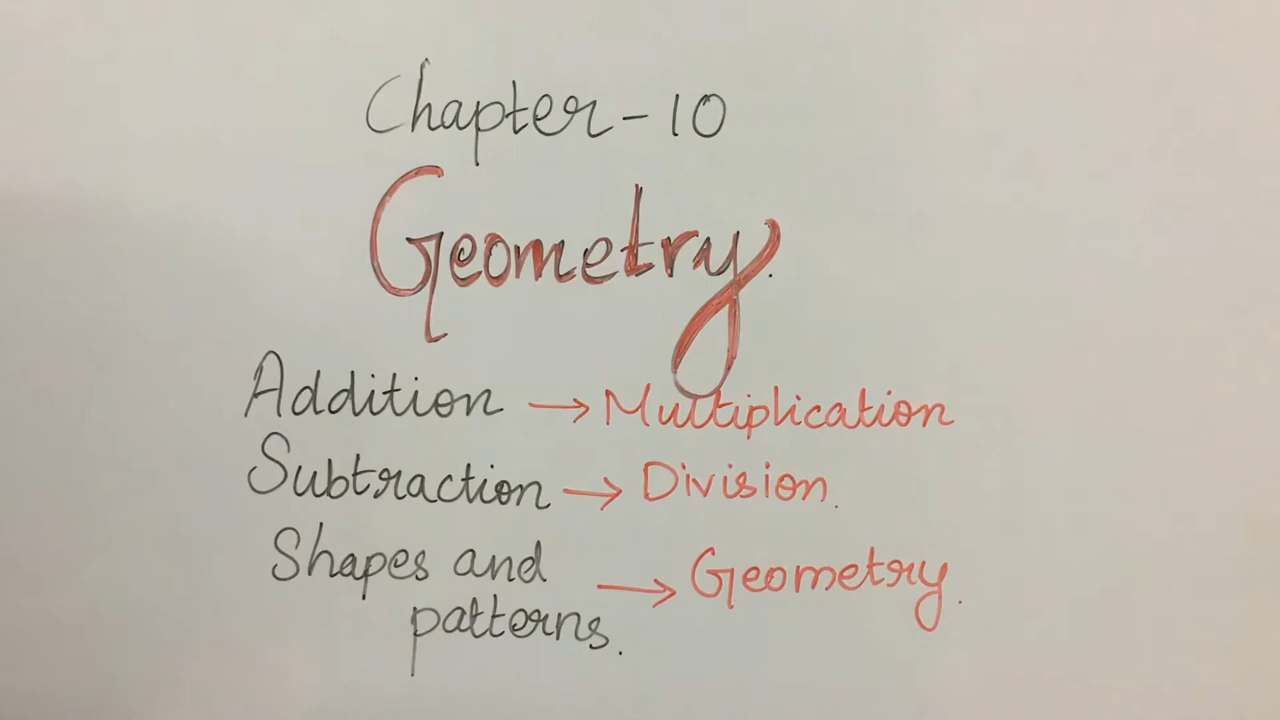 Chapter-10
Geometry.
Addition → Multiplication
Subtraction → Division.
Shapes and
patterns. → Geometry.